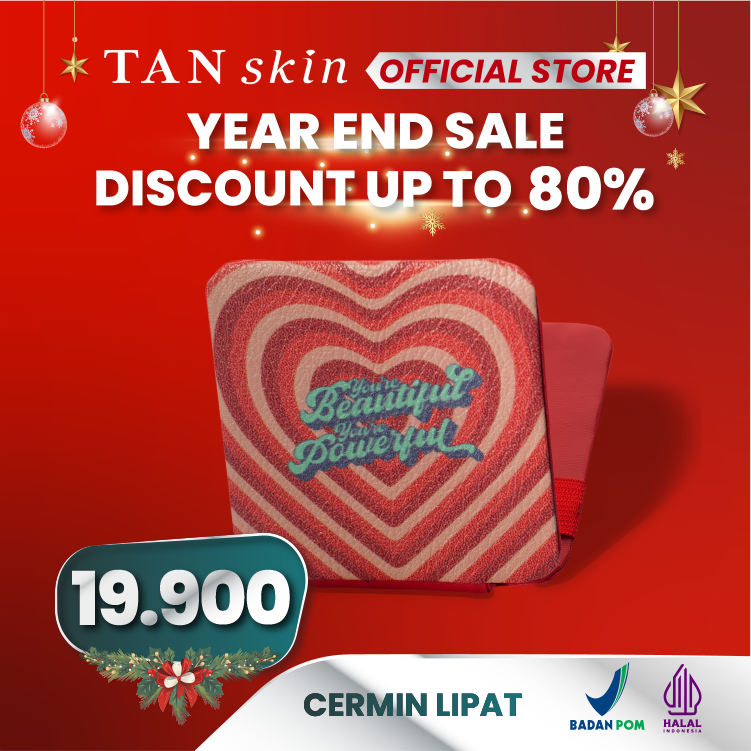 TAN skin OFFICIAL STORE
YEAR END SALE
DISCOUNT UP TO 80%
You're
Beautiful
You're
Powerful
19.900
CERMIN LIPAT
BADAN POM
HALAL
INDONESIA